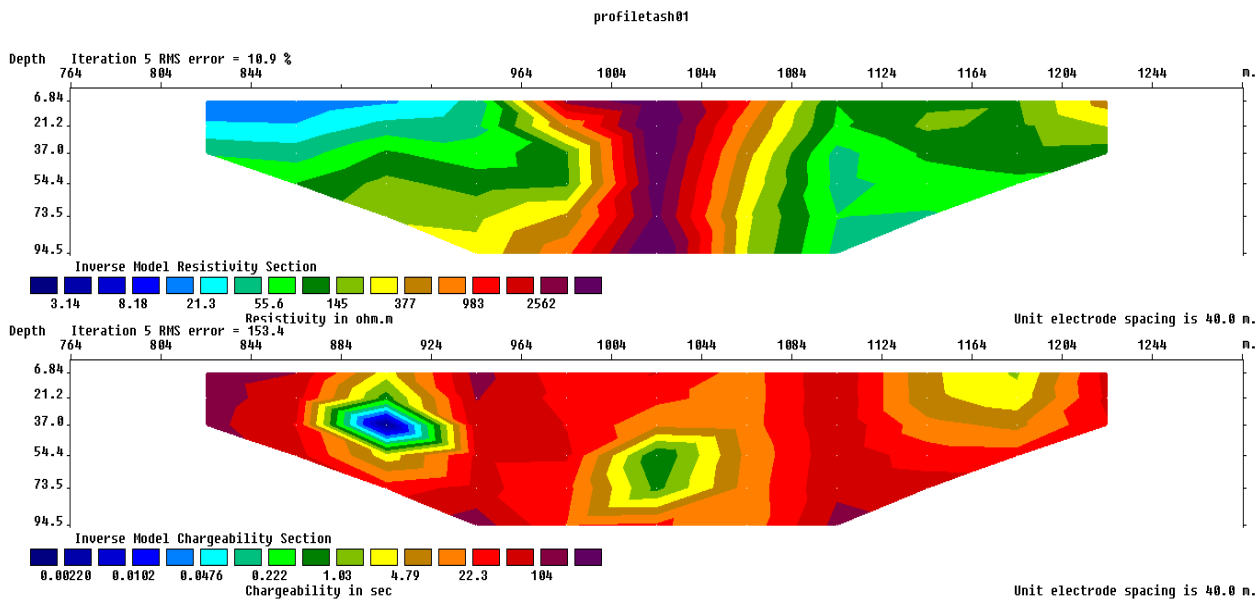 profiletash01
Depth Iteration 5 RMS error = 10.9 %
764 804 844 964 1004 1044 1084 1124 1164 1204 1244 m.
6.84
21.2
37.0
54.4
73.5
94.5
Inverse Model Resistivity Section
3.14 8.18 21.3 55.6 145 377 983 2562
Resistivity in ohm.m
Unit electrode spacing is 40.0 m.
Depth Iteration 5 RMS error = 153.4
764 804 844 884 924 964 1004 1044 1084 1124 1164 1204 1244 m.
6.84
21.2
37.0
54.4
73.5
94.5
Inverse Model Chargeability Section
0.00220 0.0102 0.0476 0.222 1.03 4.79 22.3 104
Chargeability in sec
Unit electrode spacing is 40.0 m.